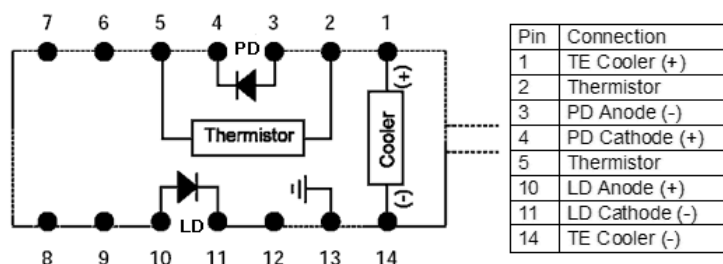 7 6 5 4 3 2 1
PD
(+)
Thermistor
Cooler
(-)
LD
8 9 10 11 12 13 14
Pin Connection
1 TE Cooler (+)
2 Thermistor
3 PD Anode (-)
4 PD Cathode (+)
5 Thermistor
10 LD Anode (+)
11 LD Cathode (-)
14 TE Cooler (-)